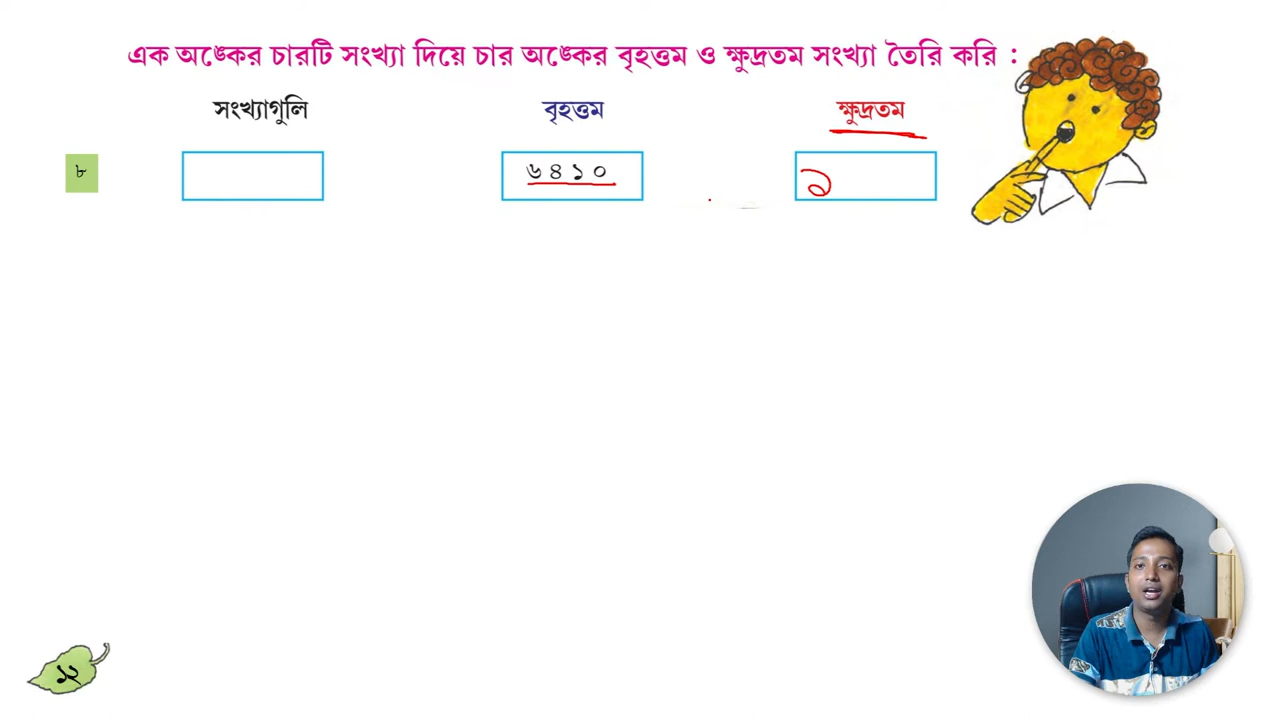 এক অঙ্কের চারটি সংখ্যা দিয়ে চার অঙ্কের বৃহত্তম ও ক্ষুদ্রতম সংখ্যা তৈরি করি :
সংখ্যাগুলি বৃহত্তম ক্ষুদ্রতম
৮ ৬৪১০ ১
১২